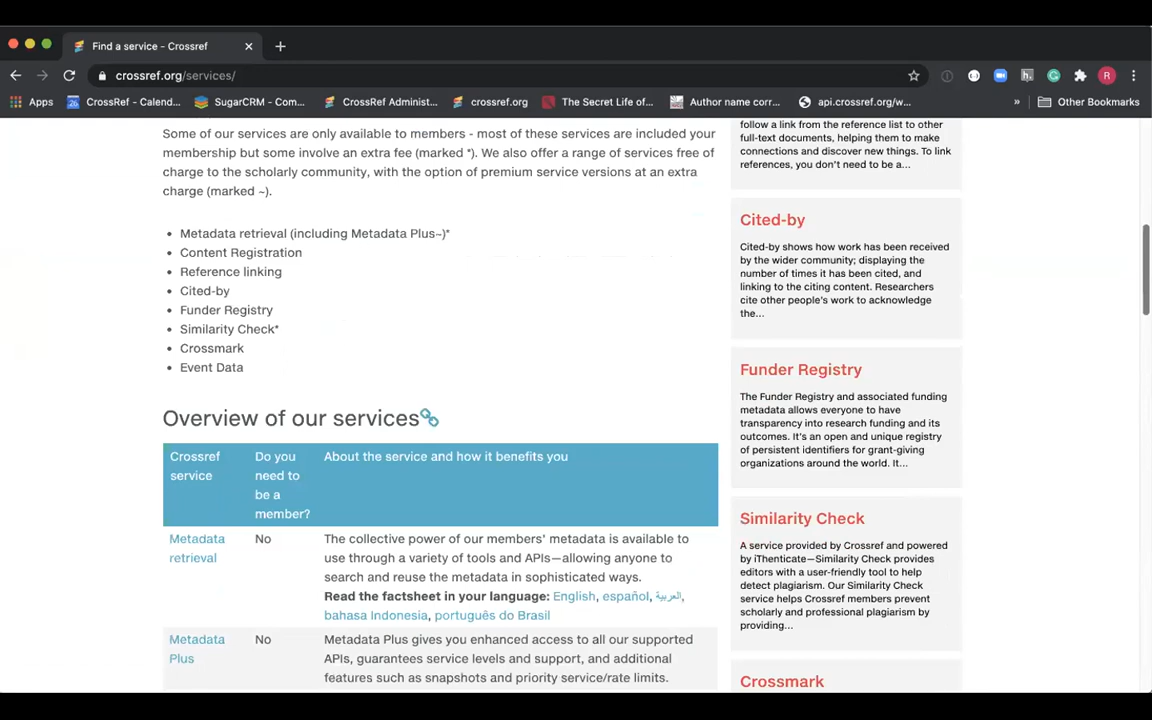 Find a service - Crossref
crossref.org/services/
Apps
CrossRef - Calend...
SugarCRM - Com...
CrossRef Administ...
crossref.org
The Secret Life of...
Author name corr...
api.crossref.org/w...
»
Other Bookmarks
Some of our services are only available to members - most of these services are included your
membership but some involve an extra fee (marked *). We also offer a range of services free of
charge to the scholarly community, with the option of premium service versions at an extra
charge (marked ~).
• Metadata retrieval (including Metadata Plus~)*
• Content Registration
• Reference linking
• Cited-by
• Funder Registry
• Similarity Check*
• Crossmark
• Event Data
Overview of our services
Crossref
service
Do you
need to
be a
member?
About the service and how it benefits you
Metadata
retrieval
No
The collective power of our members' metadata is available to
use through a variety of tools and APIs—allowing anyone to
search and reuse the metadata in sophisticated ways.
Read the factsheet in your language: English, español, العربية,
bahasa Indonesia, português do Brasil
Metadata
Plus
No
Metadata Plus gives you enhanced access to all our supported
APIs, guarantees service levels and support, and additional
features such as snapshots and priority service/rate limits.
follow a link from the reference list to other
full-text documents, helping them to make
connections and discover new things. To link
references, you don't need to be a...
Cited-by
Cited-by shows how work has been received
by the wider community; displaying the
number of times it has been cited, and
linking to the citing content. Researchers
cite other people's work to acknowledge
the...
Funder Registry
The Funder Registry and associated funding
metadata allows everyone to have
transparency into research funding and its
outcomes. It's an open and unique registry
of persistent identifiers for grant-giving
organizations around the world. It...
Similarity Check
A service provided by Crossref and powered
by iThenticate—Similarity Check provides
editors with a user-friendly tool to help
detect plagiarism. Our Similarity Check
service helps Crossref members prevent
scholarly and professional plagiarism by
providing...
Crossmark